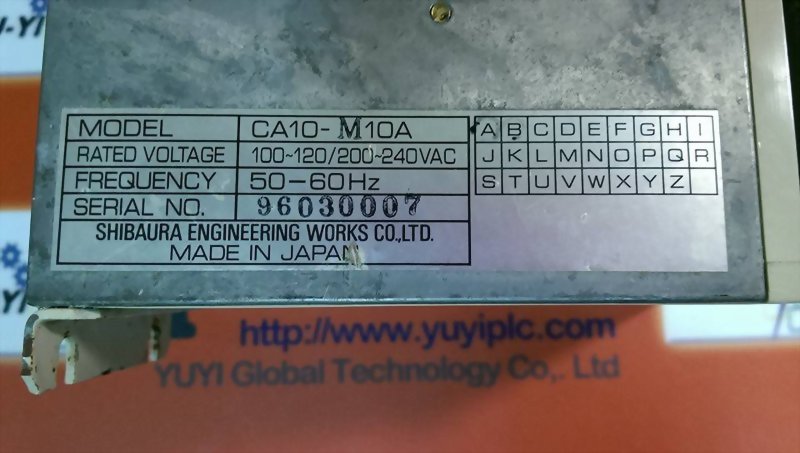 MODEL CA10-M10A
RATED VOLTAGE 100~120/200~240VAC
FREQUENCY 50-60Hz
SERIAL NO. 96030007
SHIBAURA ENGINEERING WORKS CO.,LTD.
MADE IN JAPAN
A B C D E F G H I
J K L M N O P Q R
S T U V W X Y Z
http://www.yuyiplc.com
YUYI Global Technology Co,. Ltd